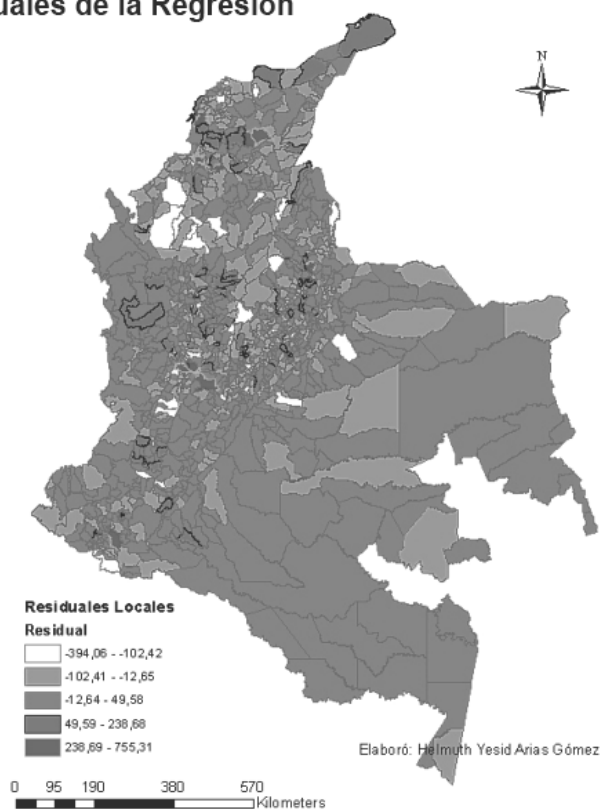 uales de la Regresión
N
Residuales Locales
Residual
-394,06 - -102,42
-102,41 - -12,65
-12,64 - 49,58
49,59 - 238,68
238,69 - 755,31
Elaboró: Helmuth Yesid Arias Gómez
0 95 190 380 570
Kilometers